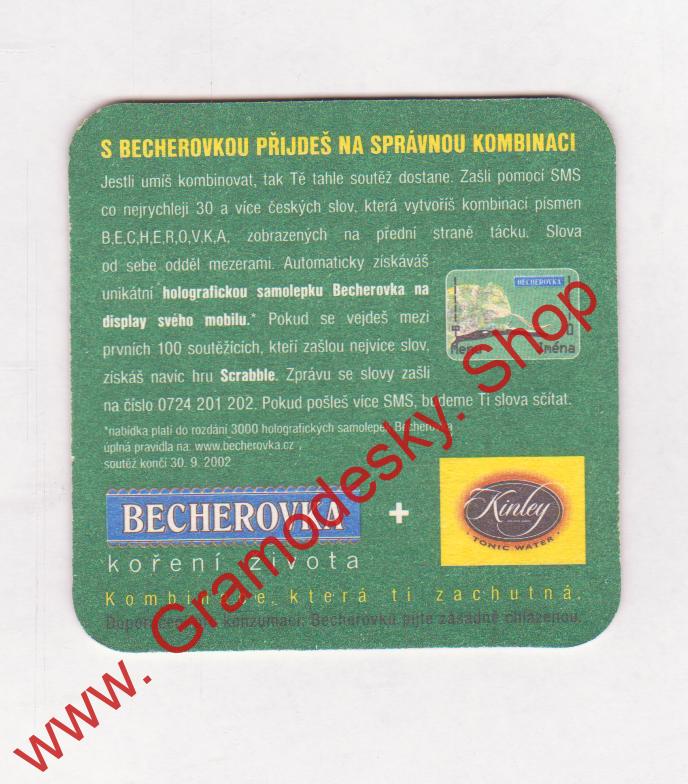 S BECHEROVKOU PŘIJDEŠ NA SPRÁVNOU KOMBINACI
Jestli umíš kombinovat, tak Tě tahle soutěž dostane. Zašli pomocí SMS
co nejrychleji 30 a více českých slov, která vytvoříš kombinací písmen
B,E,C,H,E,R,O,V,K,A, zobrazených na přední straně tácku. Slova
od sebe odděl mezerami. Automaticky získáváš
unikátní holografickou samolepku Becherovka na
display svého mobilu.* Pokud se vejdeš mezi
prvních 100 soutěžících, kteří zašlou nejvíce slov,
získáš navíc hru Scrabble. Zprávu se slovy zašli
na číslo 0724 201 202. Pokud pošleš více SMS, budeme Ti slova sčítat.
BECHEROVKA
Menu Jména
*nabídka platí do rozdání 3000 holografických samolepek Becherovka
úplná pravidla na: www.becherovka.cz ,
soutěž končí 30. 9. 2002
BECHEROVKA + Kinley
TONIC WATER
koření života
Kombinace, která ti zachutná.
Doporučení ke konzumaci: Becherovku pijte zásadně chlazenou.
www. Gramodesky. Shop